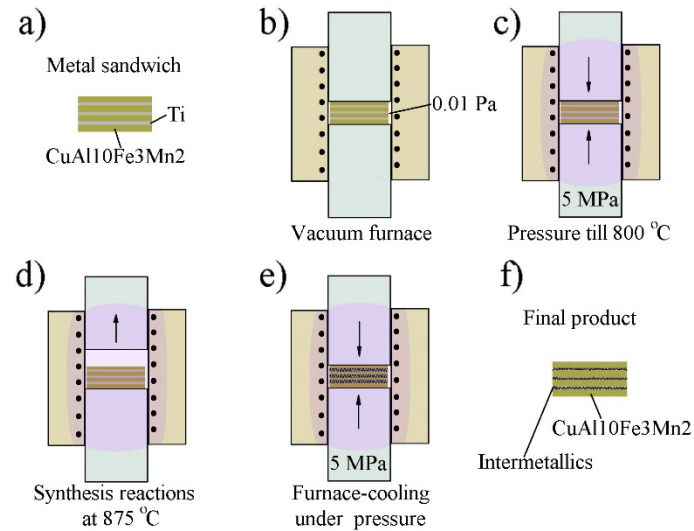 a)
Metal sandwich
Ti
CuAl10Fe3Mn2
b)
0.01 Pa
Vacuum furnace
c)
5 MPa
Pressure till 800 °C
d)
Synthesis reactions
at 875 °C
e)
5 MPa
Furnace-cooling
under pressure
f)
Final product
CuAl10Fe3Mn2
Intermetallics